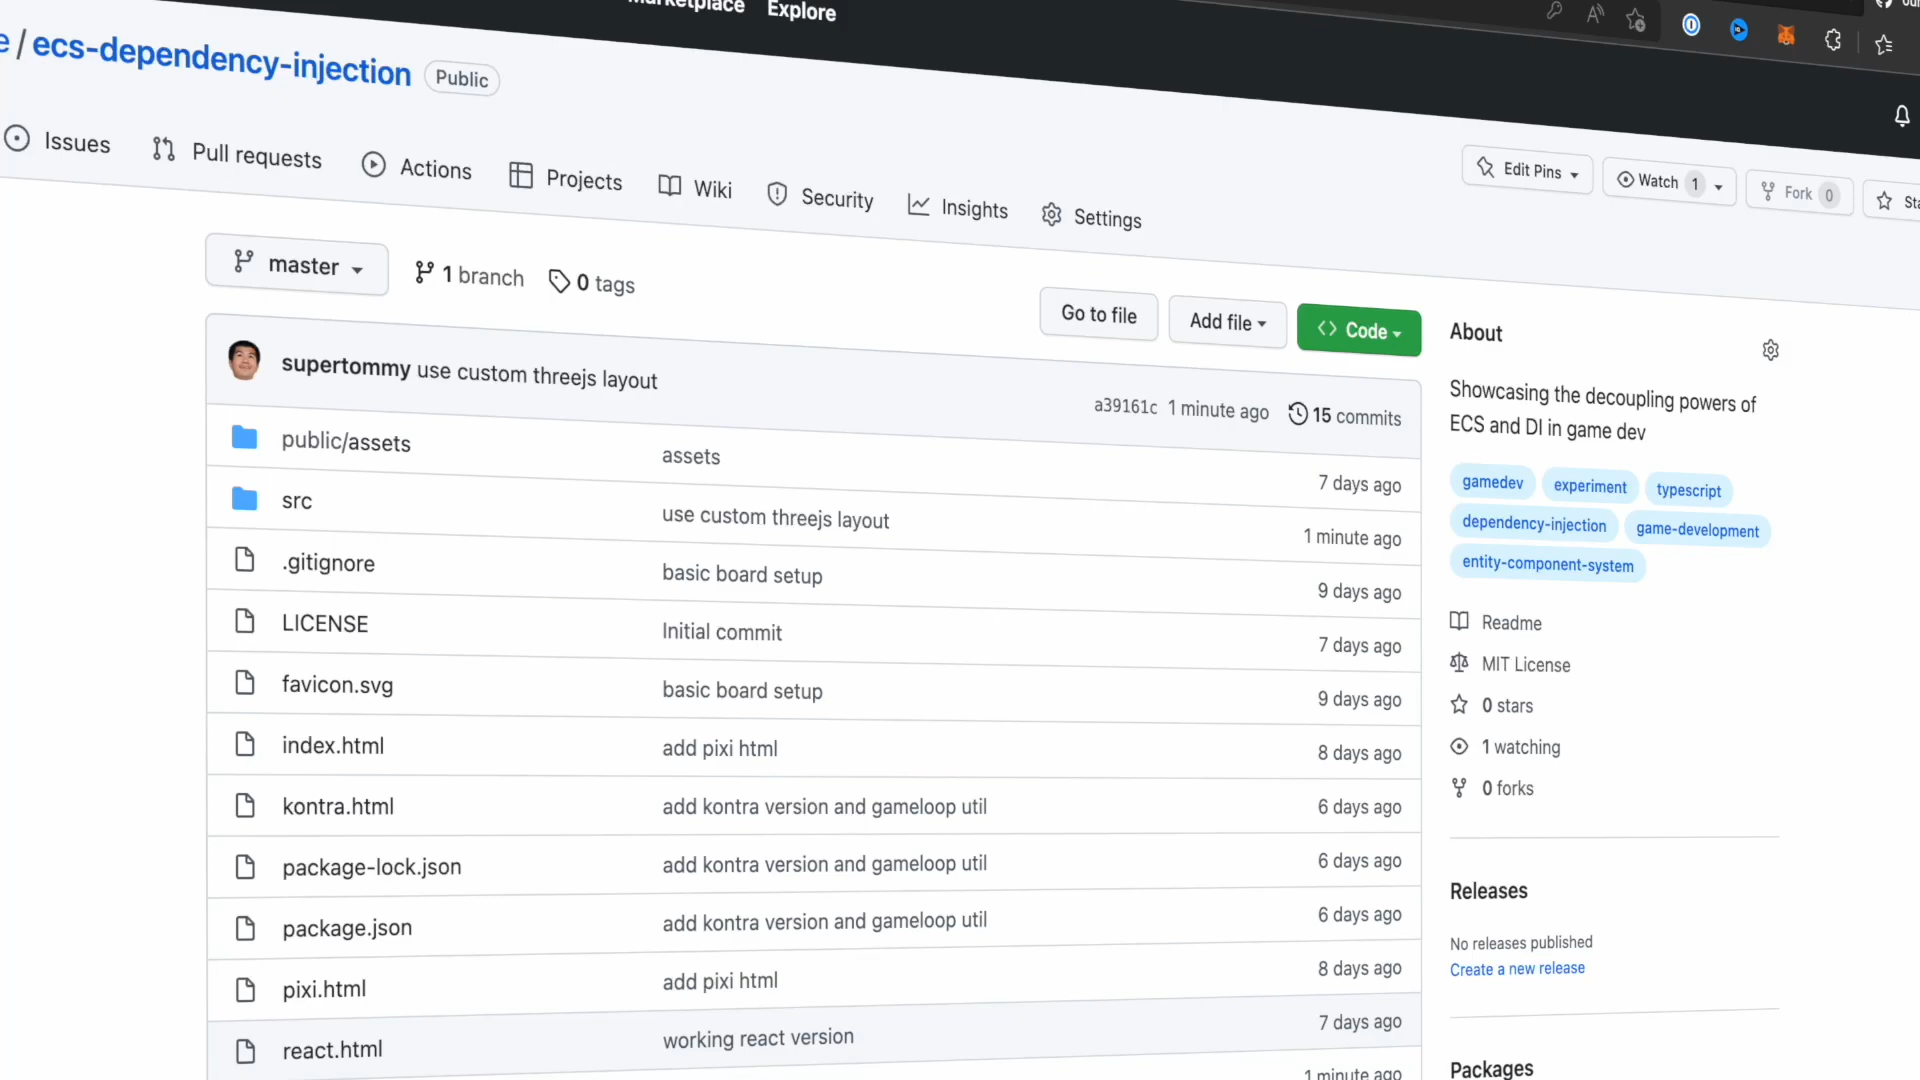 Marketplace Explore
e / ecs-dependency-injection Public
Issues Pull requests Actions Projects Wiki Security Insights Settings
Edit Pins Watch 1 Fork 0
master 1 branch 0 tags
Go to file Add file <> Code
supertommy use custom threejs layout a39161c 1 minute ago 15 commits
public/assets assets 7 days ago
src use custom threejs layout 1 minute ago
.gitignore basic board setup 9 days ago
LICENSE Initial commit 7 days ago
favicon.svg basic board setup 9 days ago
index.html add pixi html 8 days ago
kontra.html add kontra version and gameloop util 6 days ago
package-lock.json add kontra version and gameloop util 6 days ago
package.json add kontra version and gameloop util 6 days ago
pixi.html add pixi html 8 days ago
react.html working react version 7 days ago
1 minute ago
About
Showcasing the decoupling powers of
ECS and DI in game dev
gamedev experiment typescript
dependency-injection game-development
entity-component-system
Readme
MIT License
0 stars
1 watching
0 forks
Releases
No releases published
Create a new release
Packages